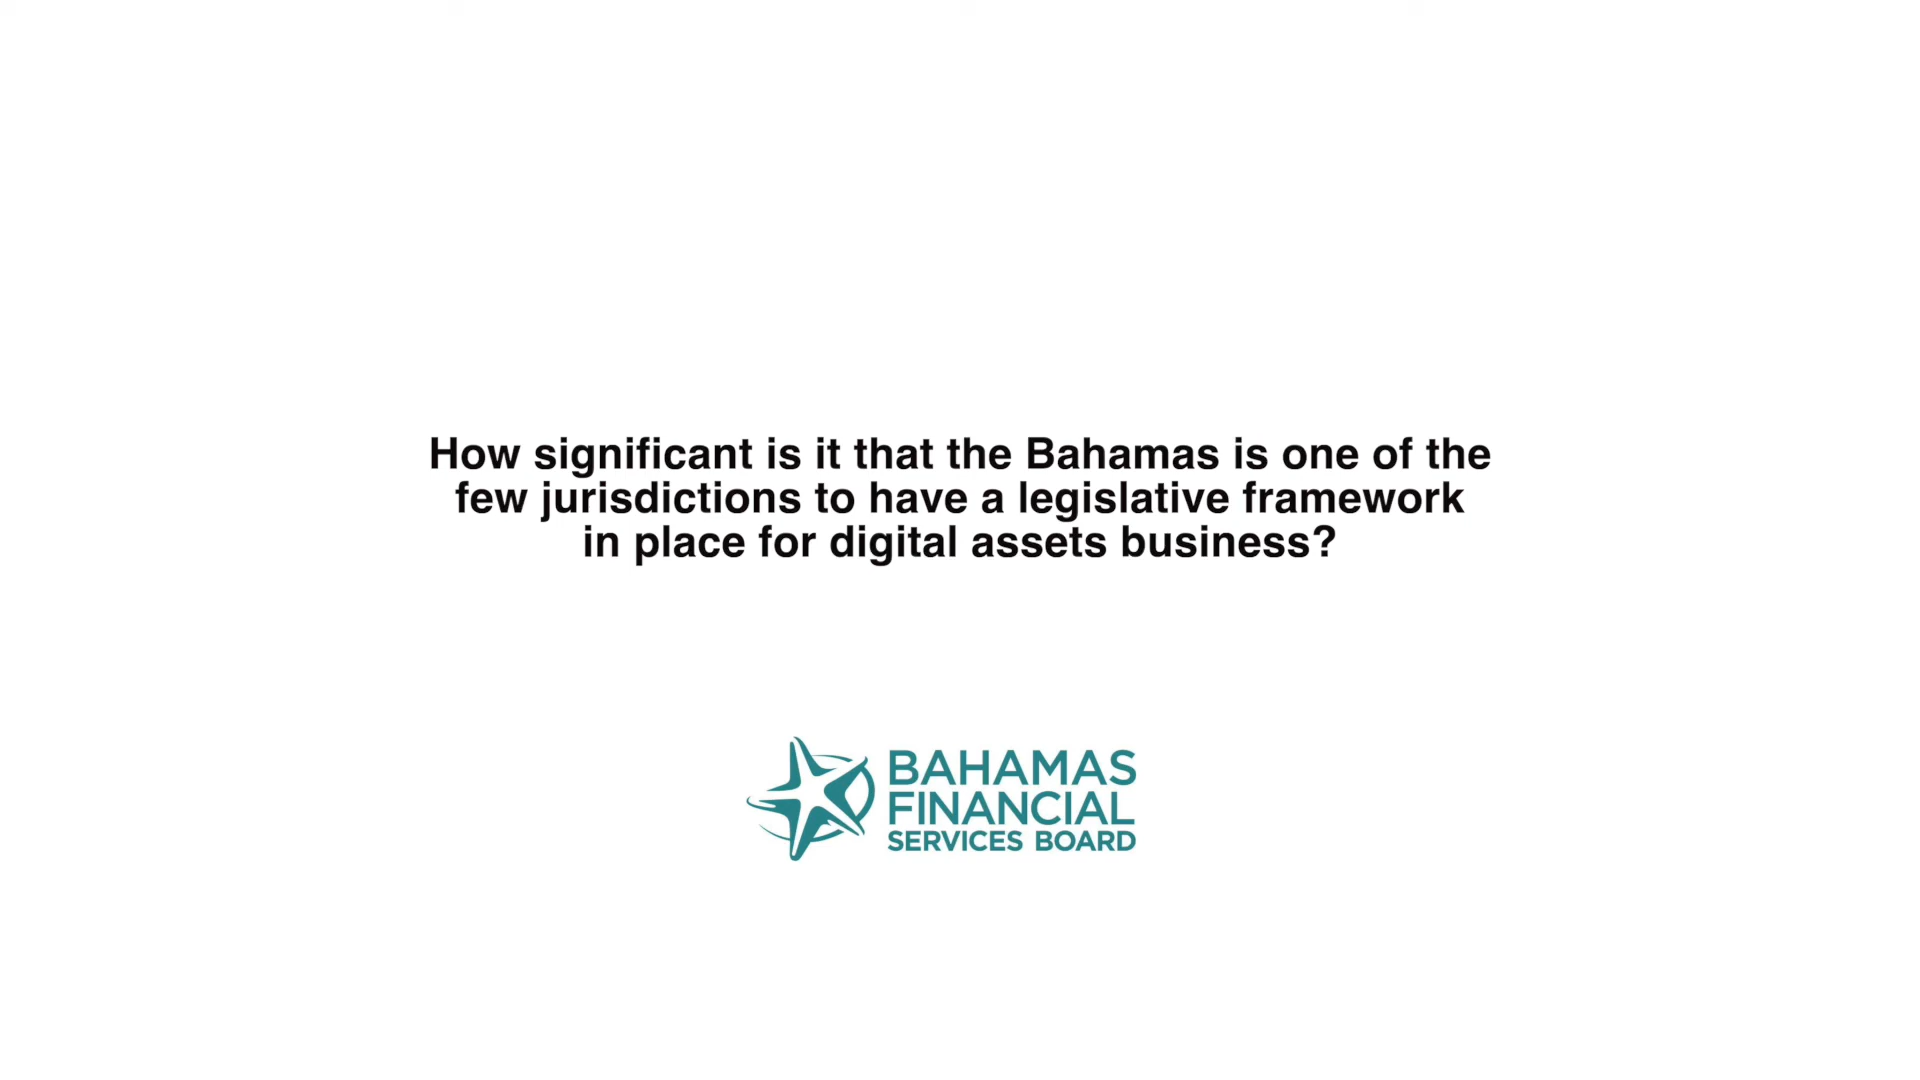 How significant is it that the Bahamas is one of the
few jurisdictions to have a legislative framework
in place for digital assets business?
BAHAMAS
FINANCIAL
SERVICES BOARD